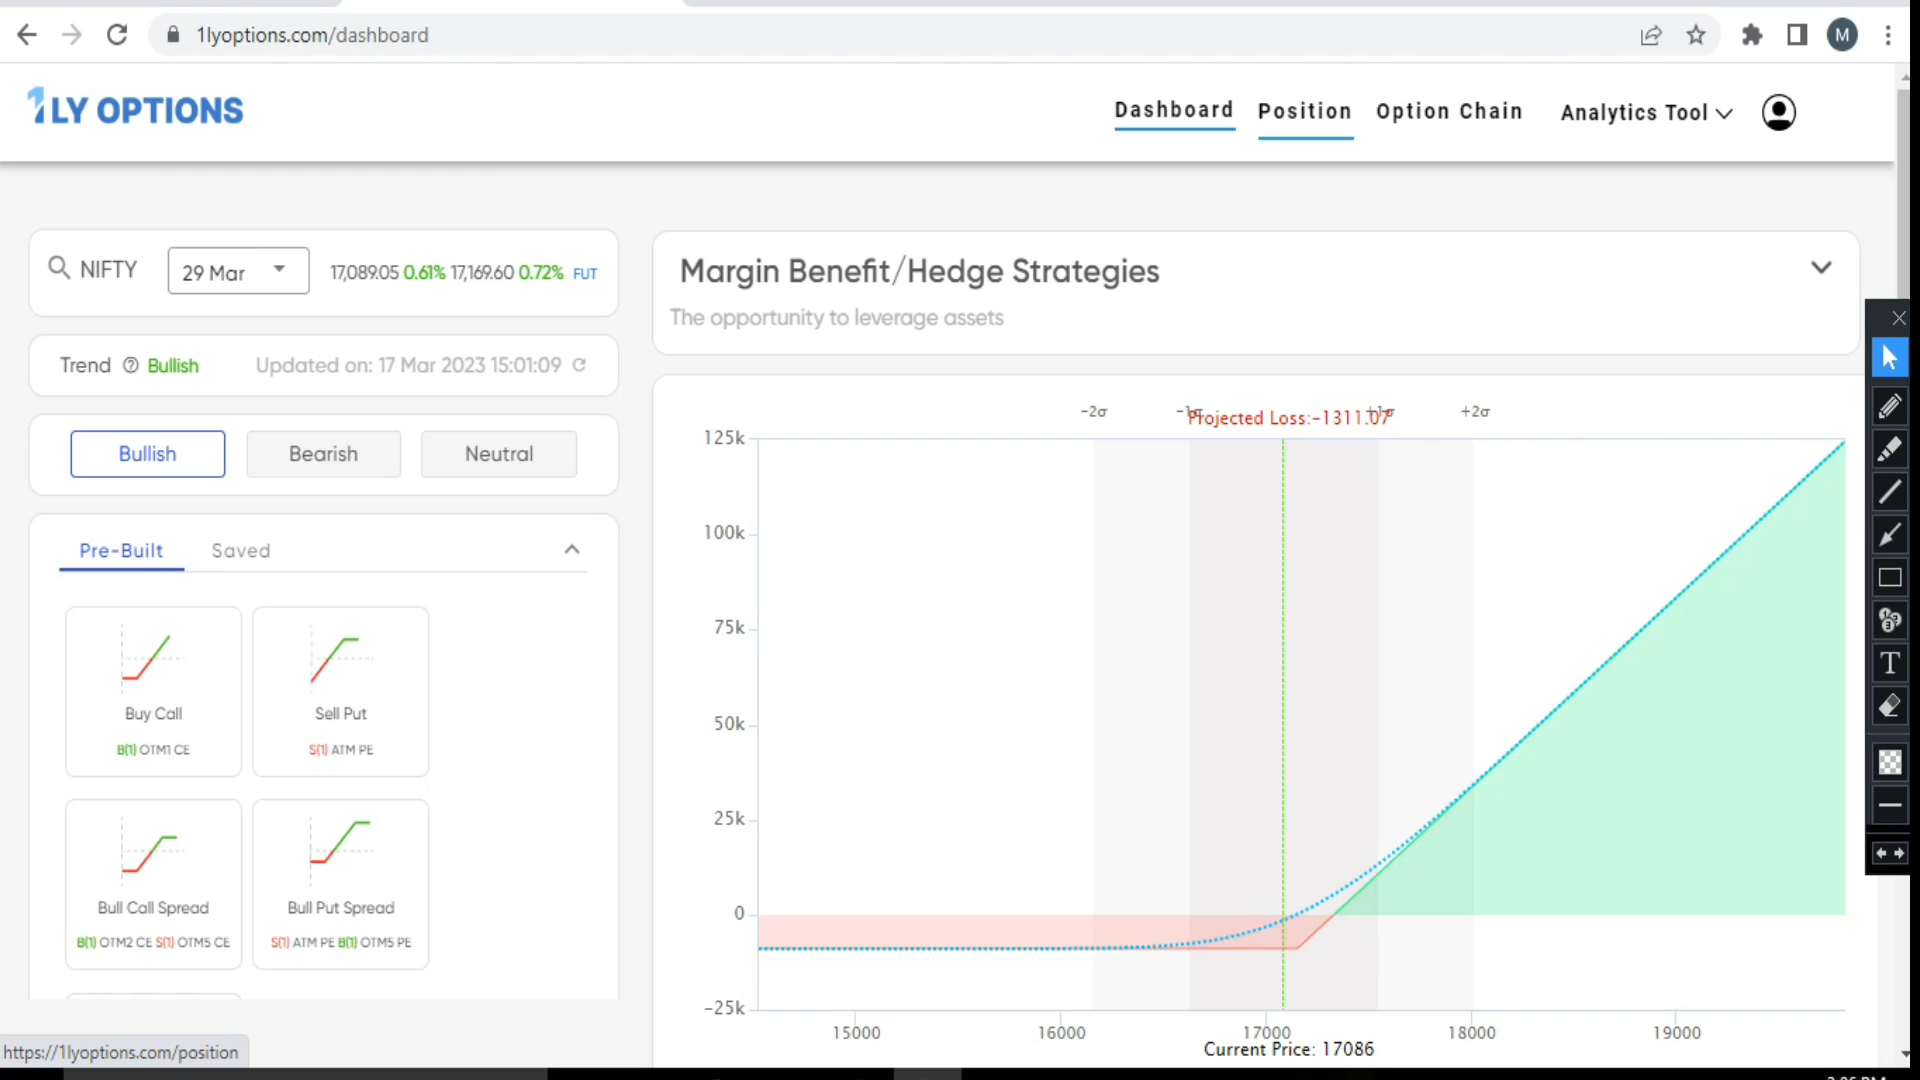 1lyoptions.com/dashboard
M
1LY OPTIONS
Dashboard
Position
Option Chain
Analytics Tool
NIFTY
29 Mar
17,089.05 0.61% 17,169.60 0.72% FUT
Margin Benefit/Hedge Strategies
The opportunity to leverage assets
Trend ? Bullish
Updated on: 17 Mar 2023 15:01:09
Bullish
Bearish
Neutral
Pre-Built
Saved
Buy Call
B(1) OTM1 CE
Sell Put
S(1) ATM PE
Bull Call Spread
B(1) OTM2 CE S(1) OTM5 CE
Bull Put Spread
S(1) ATM PE B(1) OTM5 PE
-2σ
-1σ
Projected Loss:-1311.07
+1σ
+2σ
125k
100k
75k
50k
25k
0
-25k
15000
16000
17000
18000
19000
Current Price: 17086
T
https://1lyoptions.com/position